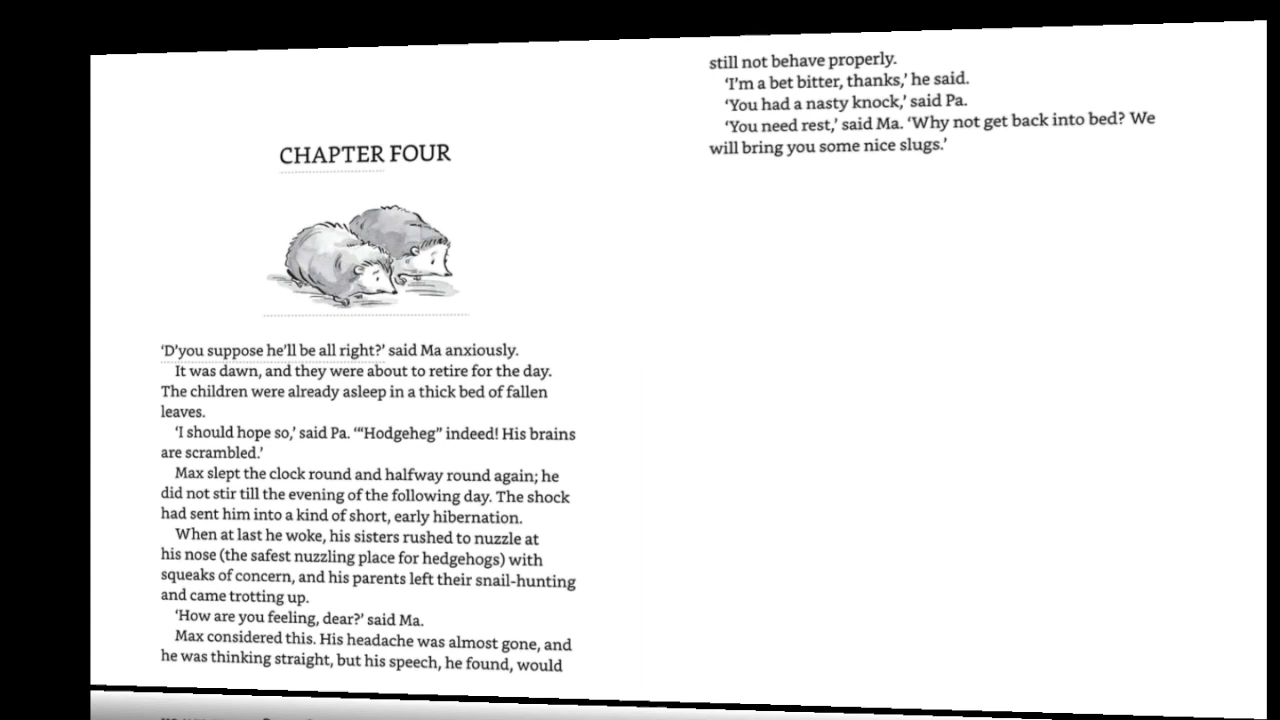 CHAPTER FOUR
‘D’you suppose he’ll be all right?’ said Ma anxiously.
It was dawn, and they were about to retire for the day.
The children were already asleep in a thick bed of fallen
leaves.
‘I should hope so,’ said Pa. ‘“Hodgeheg” indeed! His brains
are scrambled.’
Max slept the clock round and halfway round again; he
did not stir till the evening of the following day. The shock
had sent him into a kind of short, early hibernation.
When at last he woke, his sisters rushed to nuzzle at
his nose (the safest nuzzling place for hedgehogs) with
squeaks of concern, and his parents left their snail-hunting
and came trotting up.
‘How are you feeling, dear?’ said Ma.
Max considered this. His headache was almost gone, and
he was thinking straight, but his speech, he found, would
still not behave properly.
‘I’m a bet bitter, thanks,’ he said.
‘You had a nasty knock,’ said Pa.
‘You need rest,’ said Ma. ‘Why not get back into bed? We
will bring you some nice slugs.’